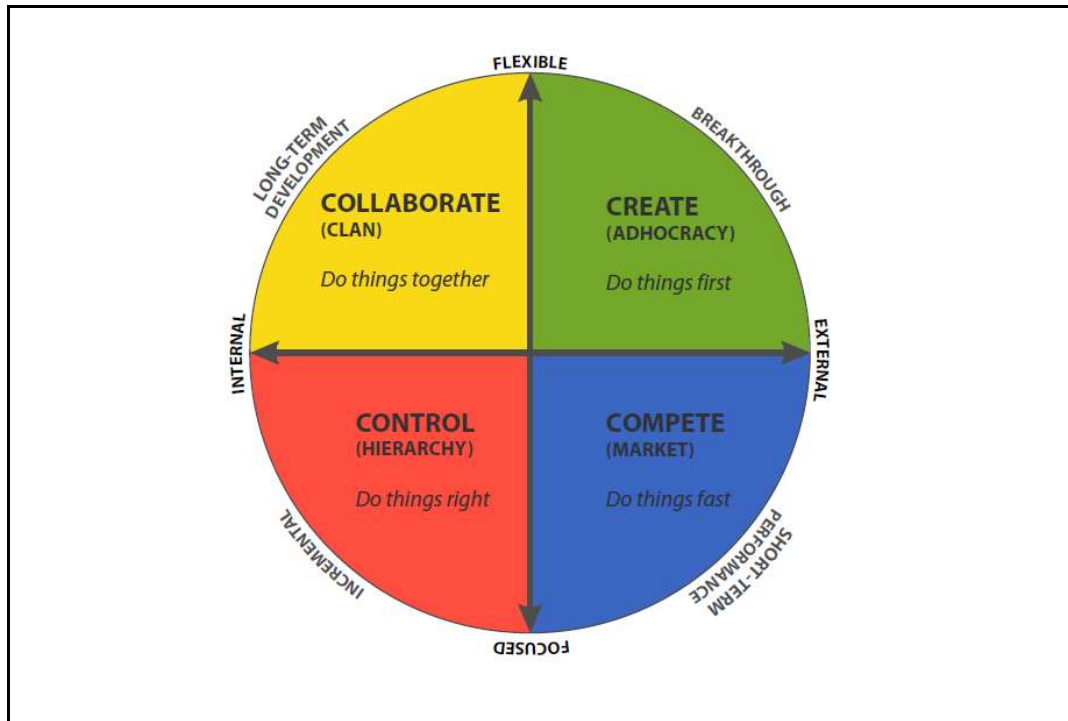 FLEXIBLE
LONG-TERM
DEVELOPMENT
BREAKTHROUGH
COLLABORATE
(CLAN)
Do things together
CREATE
(ADHOCRACY)
Do things first
INTERNAL
EXTERNAL
CONTROL
(HIERARCHY)
Do things right
COMPETE
(MARKET)
Do things fast
INCREMENTAL
SHORT-TERM
PERFORMANCE
FOCUSED